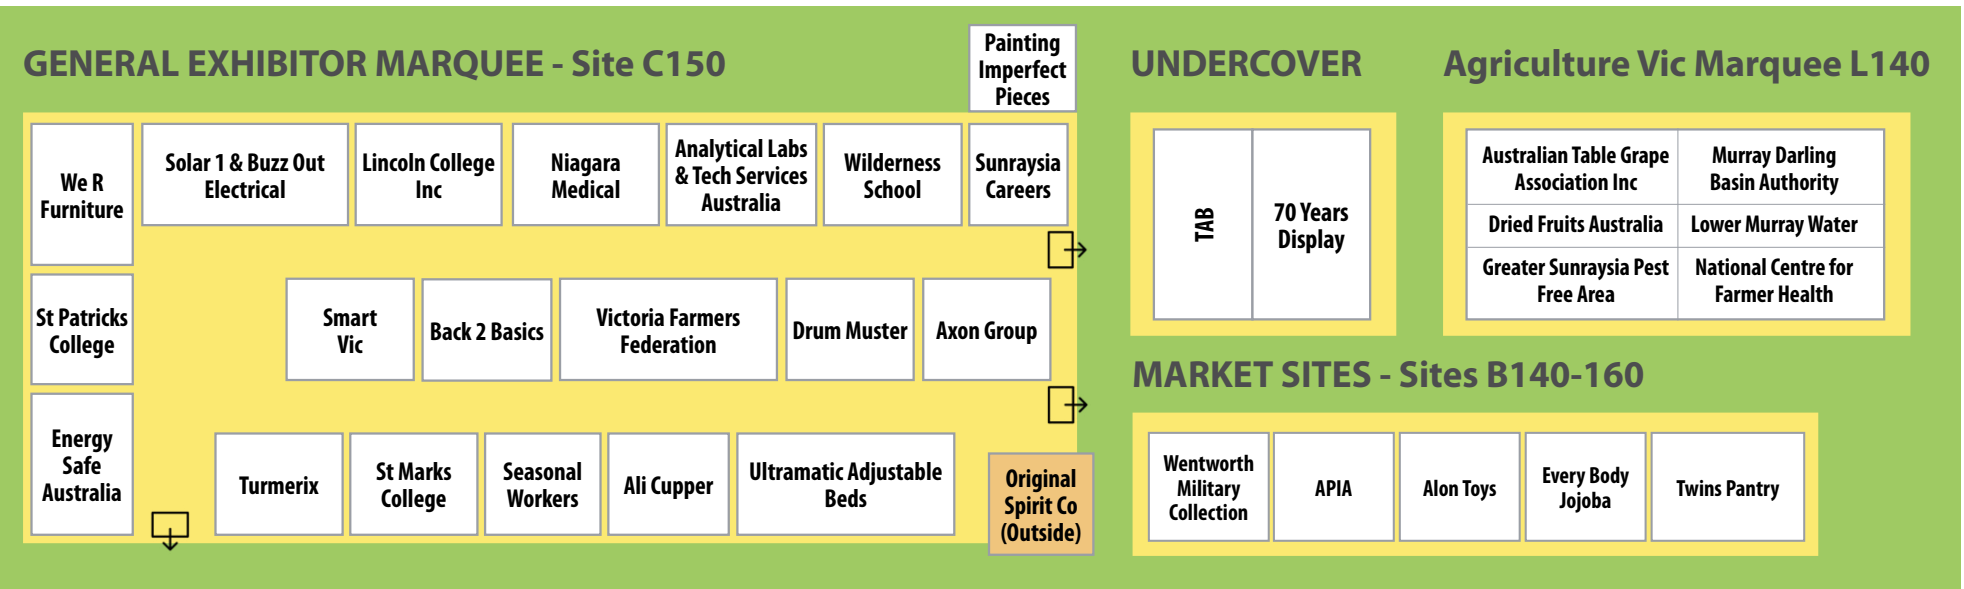 GENERAL EXHIBITOR MARQUEE - Site C150
Painting
Imperfect
Pieces
We R
Furniture
Solar 1 & Buzz Out
Electrical
Lincoln College
Inc
Niagara
Medical
Analytical Labs
& Tech Services
Australia
Wilderness
School
Sunraysia
Careers
St Patricks
College
Smart
Vic
Back 2 Basics
Victoria Farmers
Federation
Drum Muster
Axon Group
Energy
Safe
Australia
Turmerix
St Marks
College
Seasonal
Workers
Ali Cupper
Ultramatic Adjustable
Beds
Original
Spirit Co
(Outside)
UNDERCOVER
TAB
70 Years
Display
Agriculture Vic Marquee L140
Australian Table Grape
Association Inc
Murray Darling
Basin Authority
Dried Fruits Australia
Lower Murray Water
Greater Sunraysia Pest
Free Area
National Centre for
Farmer Health
MARKET SITES - Sites B140-160
Wentworth
Military
Collection
APIA
Alon Toys
Every Body
Jojoba
Twins Pantry